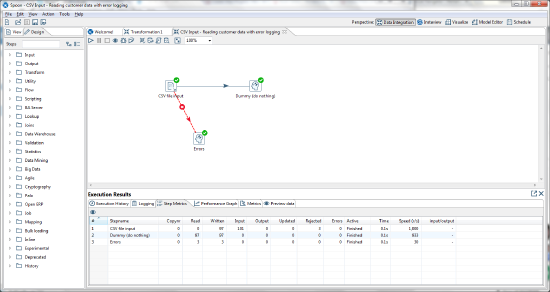 Spoon - CSV Input - Reading customer data with error logging
File Edit View Action Tools Help
Perspective: Data Integration Instaview Visualize Model Editor Schedule
View Design
Welcome! Transformation 1 CSV Input - Reading customer data with error logging
100%
Steps
Input
Output
Transform
Utility
Flow
Scripting
BA Server
Lookup
Joins
Data Warehouse
Validation
Statistics
Data Mining
Big Data
Agile
Cryptography
Palo
Open ERP
Job
Mapping
Bulk loading
Inline
Experimental
Deprecated
History
CSV file input
Dummy (do nothing)
Errors
Execution Results
Execution History Logging Step Metrics Performance Graph Metrics Preview data
# Stepname Copynr Read Written Input Output Updated Rejected Errors Active Time Speed (r/s) input/output
1 CSV file input 0 0 97 101 0 0 3 0 Finished 0.1s -
2 Dummy (do nothing) 0 97 97 0 0 0 0 0 Finished 0.1s -
3 Errors 0 3 3 0 0 0 0 0 Finished 0.1s -